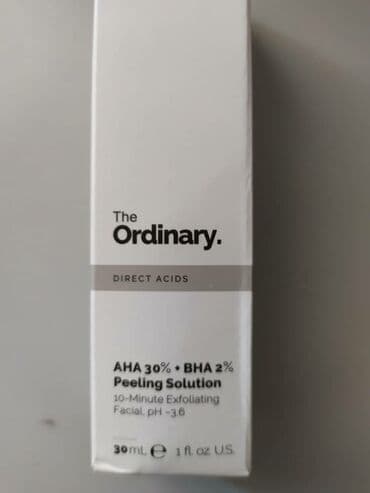 The
Ordinary.
DIRECT ACIDS
AHA 30% + BHA 2%
Peeling Solution
10-Minute Exfoliating
Facial, pH ~3.6
30mL ℮ 1 fl. oz. U.S.